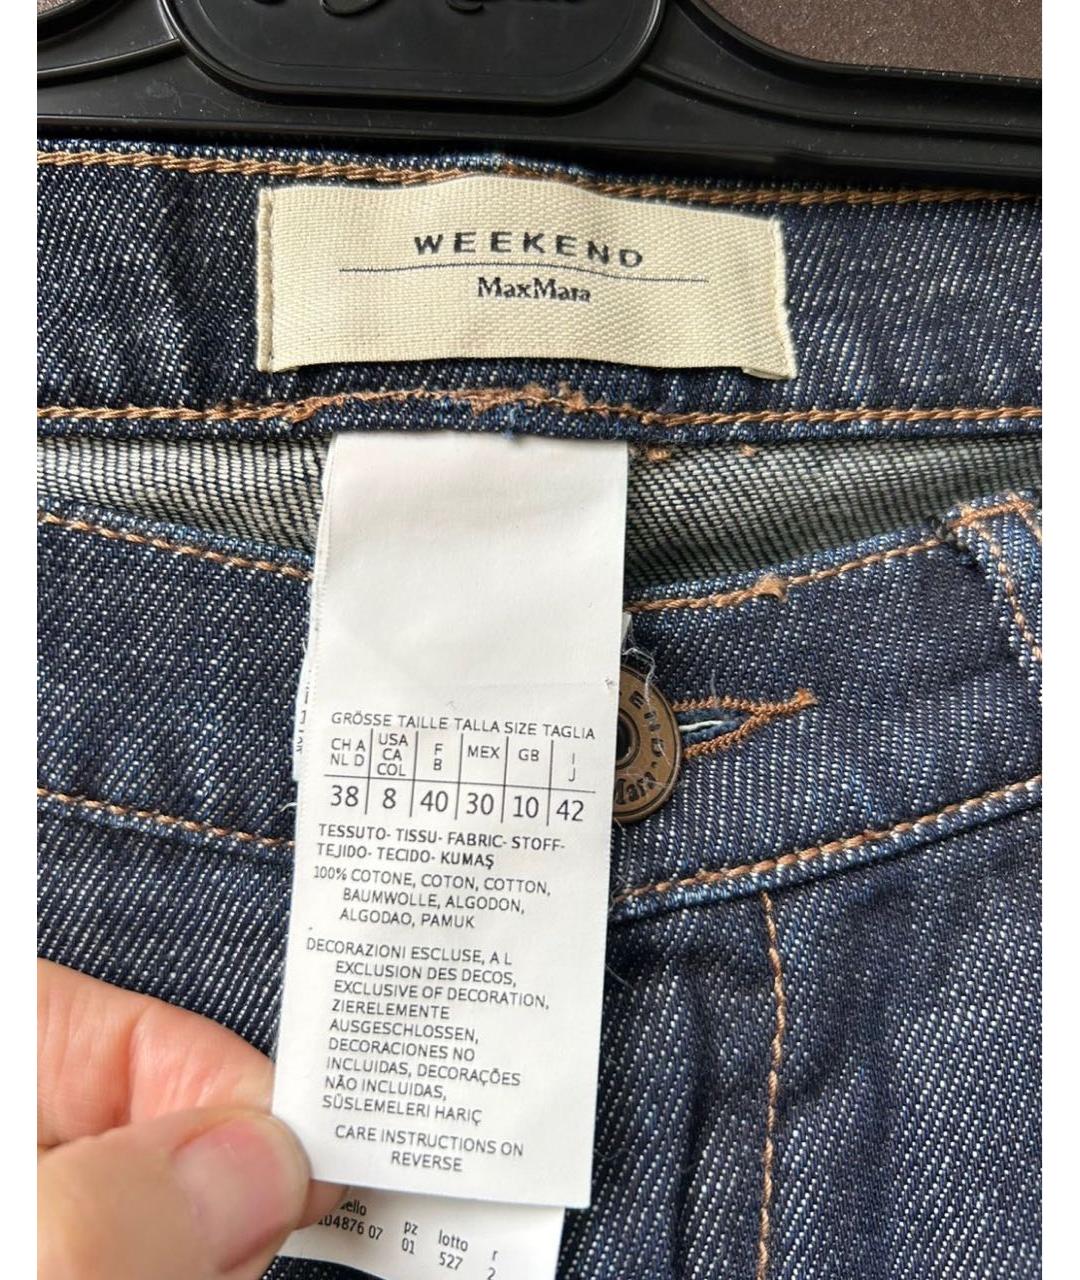 WEEKEND
MaxMara
GRÖSSE TAILLE TALLA SIZE TAGLIA
CH A NL D USA CA COL F B MEX GB I J
38 8 40 30 10 42
TESSUTO- TISSU- FABRIC- STOFF-
TEJIDO- TECIDO- KUMAŞ
100% COTONE, COTON, COTTON,
BAUMWOLLE, ALGODON,
ALGODAO, PAMUK
DECORAZIONI ESCLUSE, A L
EXCLUSION DES DECOS,
EXCLUSIVE OF DECORATION,
ZIERELEMENTE
AUSGESCHLOSSEN,
DECORACIONES NO
INCLUIDAS, DECORAÇÕES
NÃO INCLUIDAS,
SÜSLEMELERI HARIÇ
CARE INSTRUCTIONS ON
REVERSE
pz lotto r
07 01 527 2